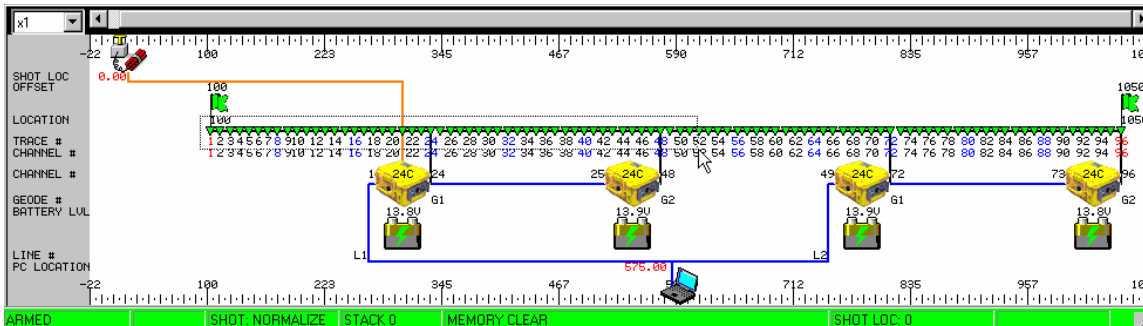 x1
-22 100 223 345 467 590 712 835 957 10
SHOT LOC 0.00
OFFSET
100 1050
LOCATION 100 1050
TRACE # 1 2 3 4 5 6 7 8 9 10 12 14 16 18 20 22 24 26 28 30 32 34 36 38 40 42 44 46 48 50 52 54 56 58 60 62 64 66 68 70 72 74 76 78 80 82 84 86 88 90 92 94 96
CHANNEL # 1 2 3 4 5 6 7 8 9 10 12 14 16 18 20 22 24 26 28 30 32 34 36 38 40 42 44 46 48 50 52 54 56 58 60 62 64 66 68 70 72 74 76 78 80 82 84 86 88 90 92 94 96
CHANNEL # 1 24C 24 25 24C 48 49 24C 72 73 24C 96
GEODE # G1 G2 G1 G2
BATTERY LVL 13.8V 13.9V 13.9V 13.8V
LINE # L1 L2
PC LOCATION 575.00
-22 100 223 345 467 590 712 835 957 10
ARMED SHOT: NORMALIZE STACK 0 MEMORY CLEAR SHOT LOC: 0